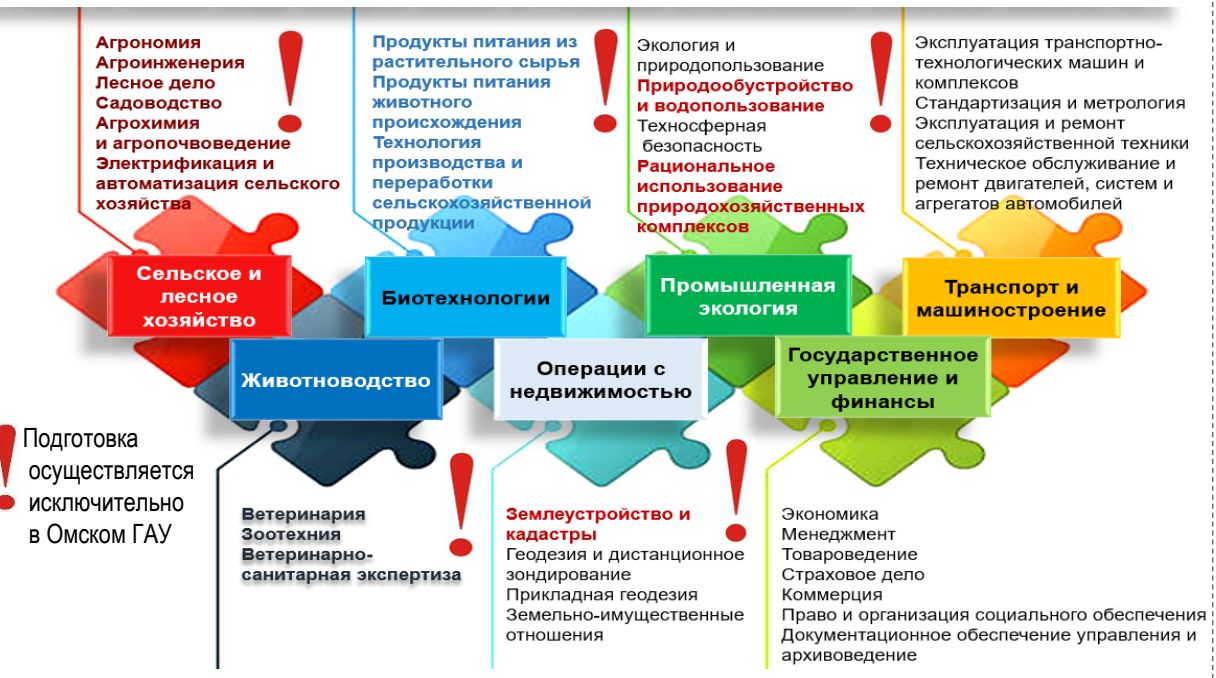 Агрономия
Агроинженерия
Лесное дело
Садоводство
Агрохимия
и агропочвоведение
Электрификация и
автоматизация сельского
хозяйства
Продукты питания из
растительного сырья
Продукты питания
животного
происхождения
Технология
производства и
переработки
сельскохозяйственной
продукции
Экология и
природопользование
Природообустройство
и водопользование
Техносферная
безопасность
Рациональное
использование
природохозяйственных
комплексов
Эксплуатация транспортно-
технологических машин и
комплексов
Стандартизация и метрология
Эксплуатация и ремонт
сельскохозяйственной техники
Техническое обслуживание и
ремонт двигателей, систем и
агрегатов автомобилей
Сельское и
лесное
хозяйство
Биотехнологии
Промышленная
экология
Транспорт и
машиностроение
Животноводство
Операции с
недвижимостью
Государственное
управление и
финансы
Подготовка
осуществляется
исключительно
в Омском ГАУ
Ветеринария
Зоотехния
Ветеринарно-
санитарная экспертиза
Землеустройство и
кадастры
Геодезия и дистанционное
зондирование
Прикладная геодезия
Земельно-имущественные
отношения
Экономика
Менеджмент
Товароведение
Страховое дело
Коммерция
Право и организация социального обеспечения
Документационное обеспечение управления и
архивоведение